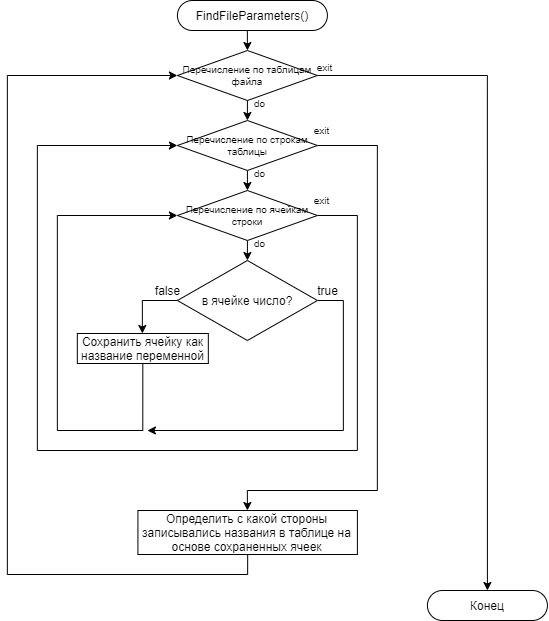 FindFileParameters()
Перечисление по таблицам
файла
exit
do
Перечисление по строкам
таблицы
exit
do
Перечисление по ячейкам
строки
exit
do
в ячейке число?
false
true
Сохранить ячейку как
название переменной
Определить с какой стороны
записывались названия в таблице на
основе сохраненных ячеек
Конец